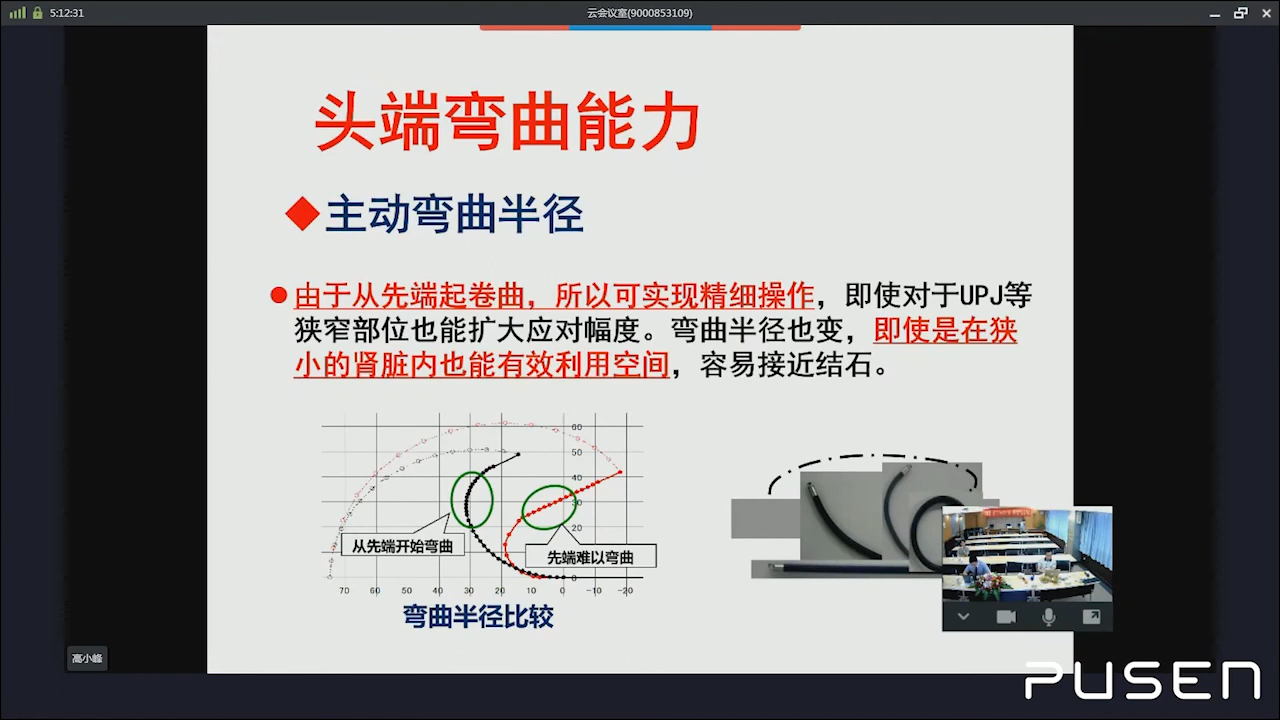 5:12:31
云会议室(9000853109)
头端弯曲能力
主动弯曲半径
由于从先端起卷曲，所以可实现精细操作，即使对于UPJ等
狭窄部位也能扩大应对幅度。弯曲半径也变，即使是在狭
小的肾脏内也能有效利用空间，容易接近结石。
60
50
40
30
20
0
从先端开始弯曲
先端难以弯曲
70 60 50 40 30 20 10 0 -10 -20
弯曲半径比较
高小峰
PUSEN